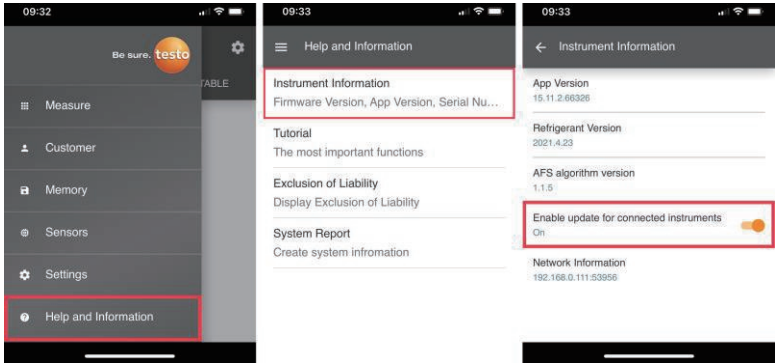 09:32
Be sure. testo
TABLE
Measure
Customer
Memory
Sensors
Settings
Help and Information
09:33
Help and Information
Instrument Information
Firmware Version, App Version, Serial Nu...
Tutorial
The most important functions
Exclusion of Liability
Display Exclusion of Liability
System Report
Create system infromation
09:33
Instrument Information
App Version
15.11.2.66326
Refrigerant Version
2021.4.23
AFS algorithm version
1.1.5
Enable update for connected instruments
On
Network Information
192.168.0.111:53956